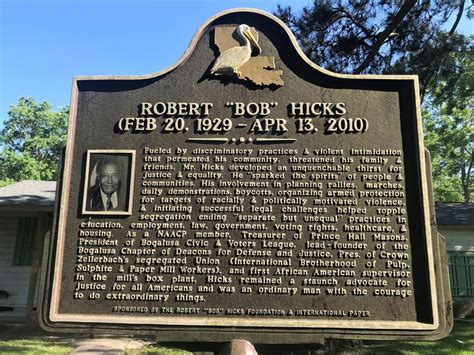 ROBERT "BOB" HICKS
(FEB 20, 1929 - APR 13, 2010)
Fueled by discriminatory practices & violent intimidation
that permeated his community, threatened his family &
friends, Mr. Hicks developed an unquenchable thirst for
justice & equality. He "sparked the spirits" of people &
communities. His involvement in planning rallies, marches,
daily demonstrations, boycotts, organizing armed protection
for targets of racially & politically motivated violence,
& initiating successful legal challenges helped topple
segregation ending "separate but unequal" practices in
education, employment, law, government, voting rights, healthcare, &
housing. As a NAACP member, Treasurer of Prince Hall Masons,
President of Bogalusa Civic & Voters League, lead-founder of the
Bogalusa Chapter of Deacons for Defense and Justice, Pres. of Crown
Zellerbach's segregated Union (International Brotherhood of Pulp,
Sulphite & Paper Mill Workers), and first African American supervisor
in the mill's box plant, Hicks remained a staunch advocate for
justice for all Americans and was an ordinary man with the courage
to do extraordinary things.
SPONSORED BY THE ROBERT "BOB" HICKS FOUNDATION & INTERNATIONAL PAPER